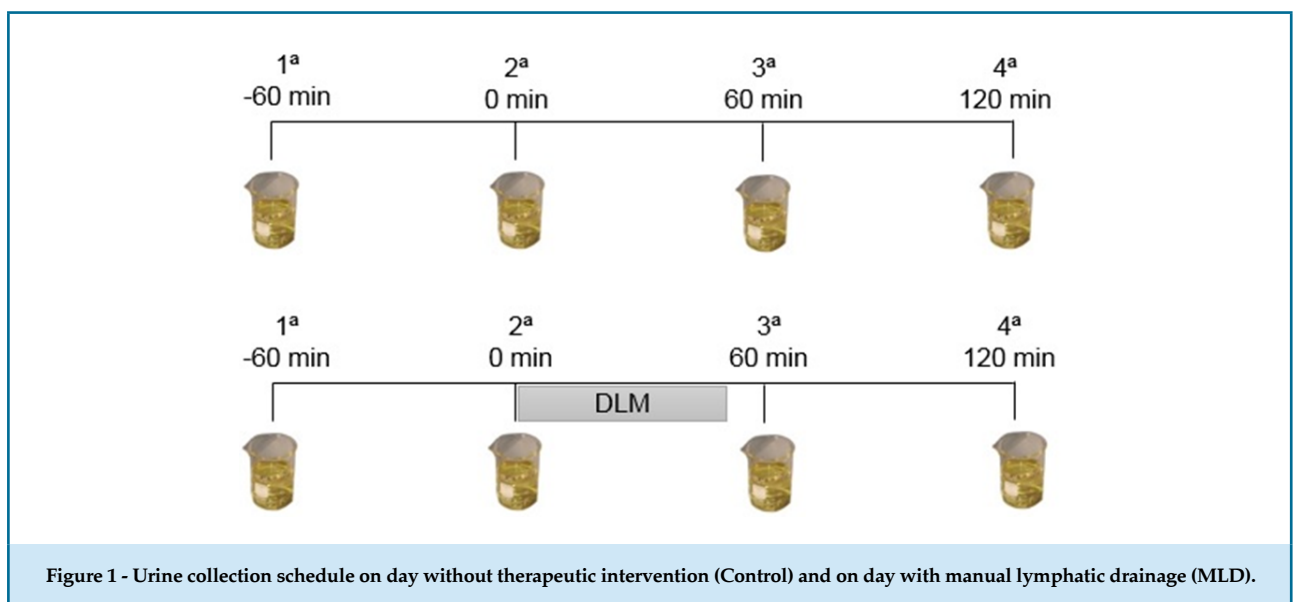 1ª 2ª 3ª 4ª
-60 min 0 min 60 min 120 min
1ª 2ª 3ª 4ª
-60 min 0 min 60 min 120 min
DLM
Figure 1 - Urine collection schedule on day without therapeutic intervention (Control) and on day with manual lymphatic drainage (MLD).